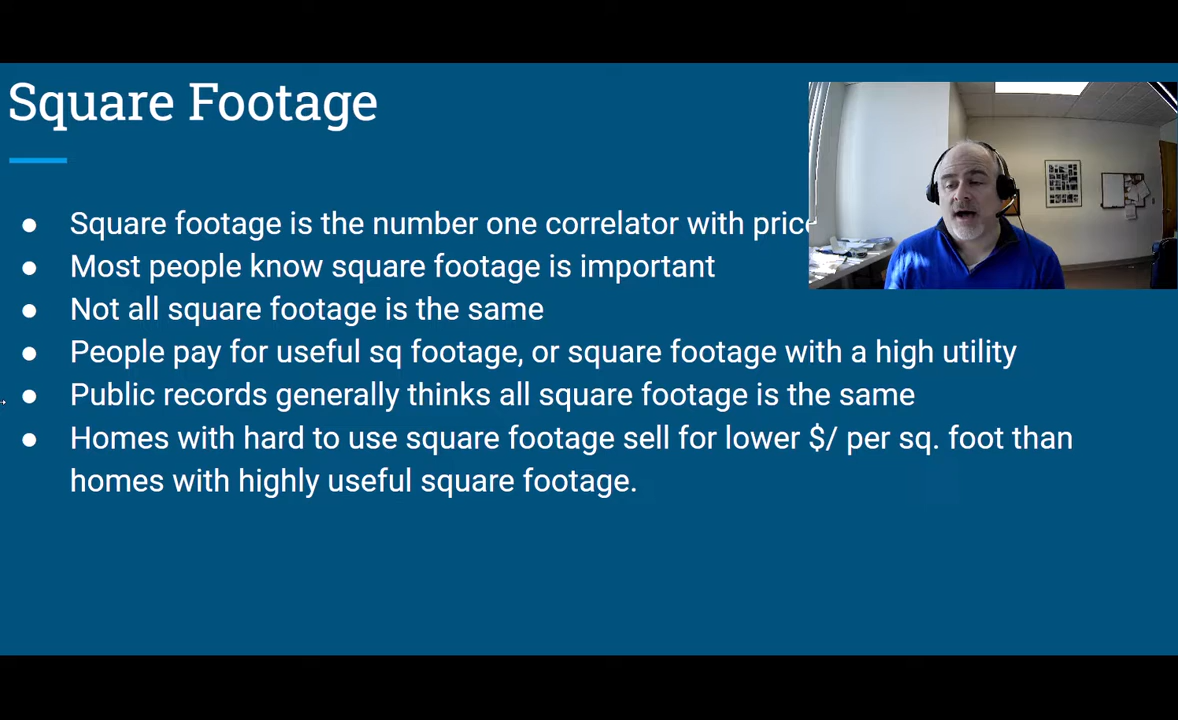 Square Footage
● Square footage is the number one correlator with price
● Most people know square footage is important
● Not all square footage is the same
● People pay for useful sq footage, or square footage with a high utility
● Public records generally thinks all square footage is the same
● Homes with hard to use square footage sell for lower $/ per sq. foot than
homes with highly useful square footage.